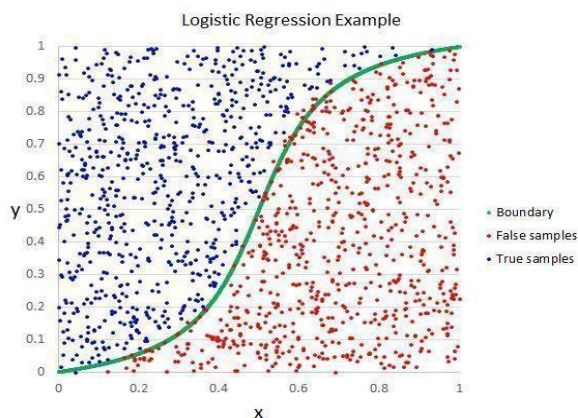 Logistic Regression Example
1
0.9
0.8
0.7
0.6
0.5
0.4
0.3
0.2
0.1
0
y
0 0.2 0.4 0.6 0.8 1
x
Boundary
False samples
True samples